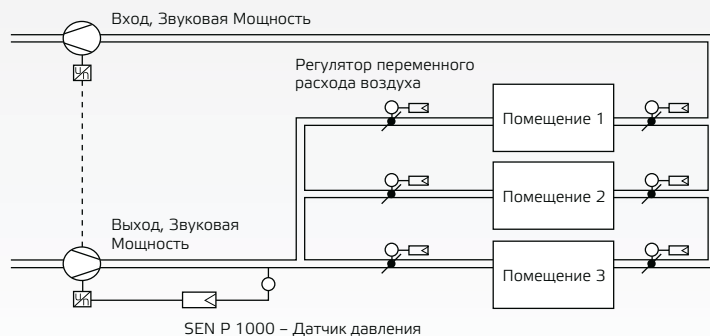 Вход, Звуковая Мощность
U/n
Регулятор переменного
расхода воздуха
Помещение 1
Помещение 2
Выход, Звуковая
Мощность
Помещение 3
U/n
SEN P 1000 – Датчик давления